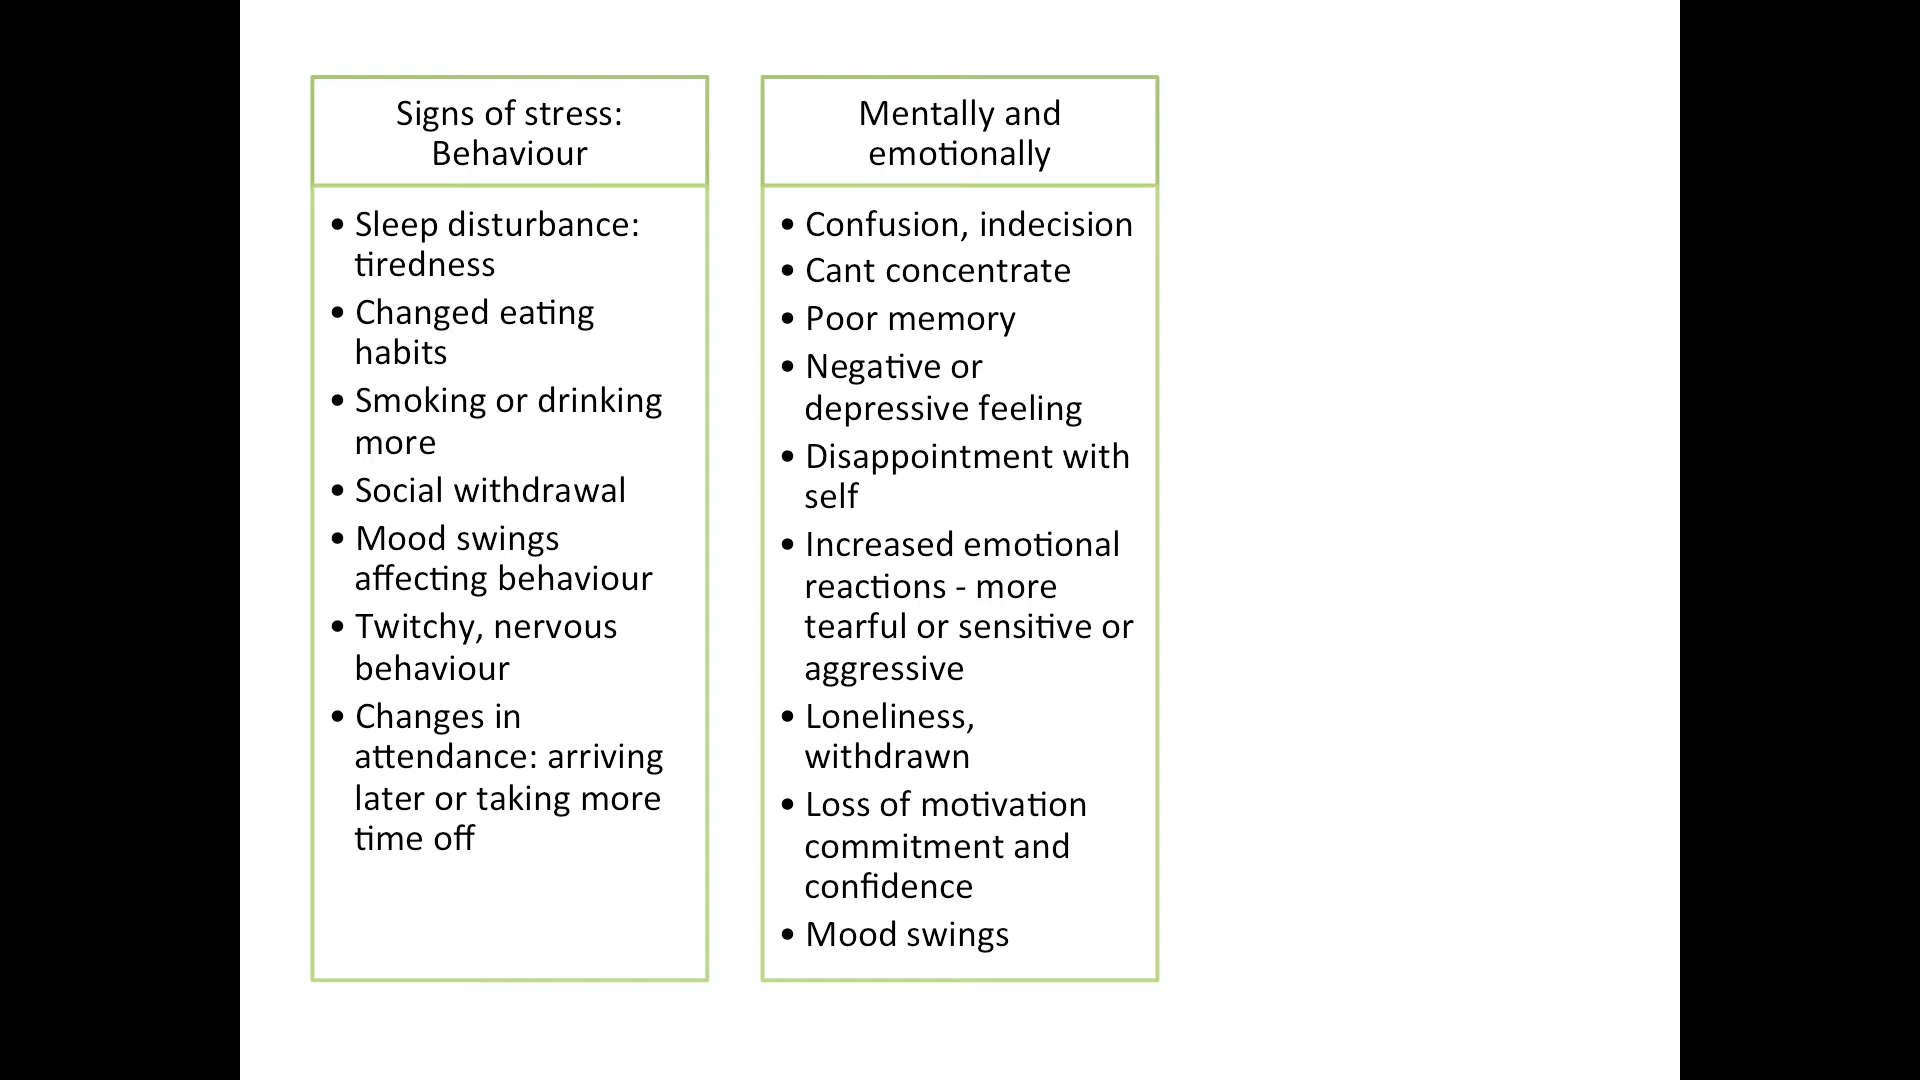 Signs of stress:
Behaviour
• Sleep disturbance:
tiredness
• Changed eating
habits
• Smoking or drinking
more
• Social withdrawal
• Mood swings
affecting behaviour
• Twitchy, nervous
behaviour
• Changes in
attendance: arriving
later or taking more
time off
Mentally and
emotionally
• Confusion, indecision
• Cant concentrate
• Poor memory
• Negative or
depressive feeling
• Disappointment with
self
• Increased emotional
reactions - more
tearful or sensitive or
aggressive
• Loneliness,
withdrawn
• Loss of motivation
commitment and
confidence
• Mood swings